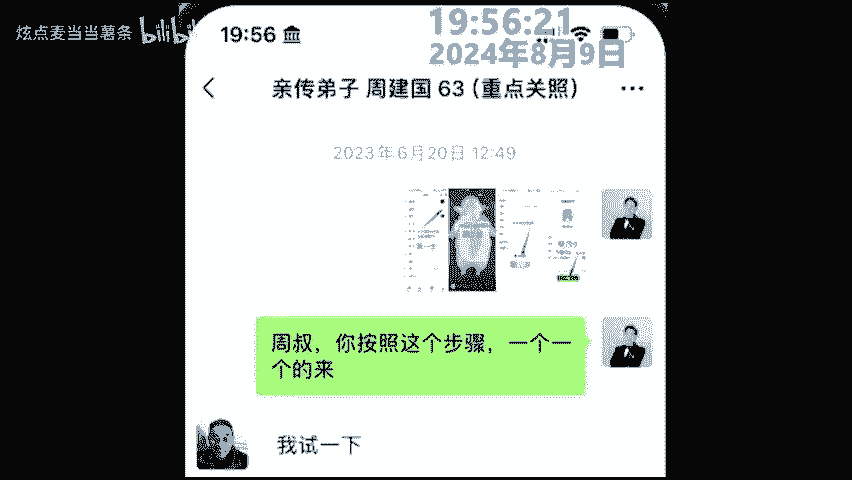 炫点麦当当薯条 bilibili
19:56
19:56:21
2024年8月9日
亲传弟子 周建国 63（重点关照）
2023年6月20日 12:49
周叔，你按照这个步骤，一个一
个的来
我试一下